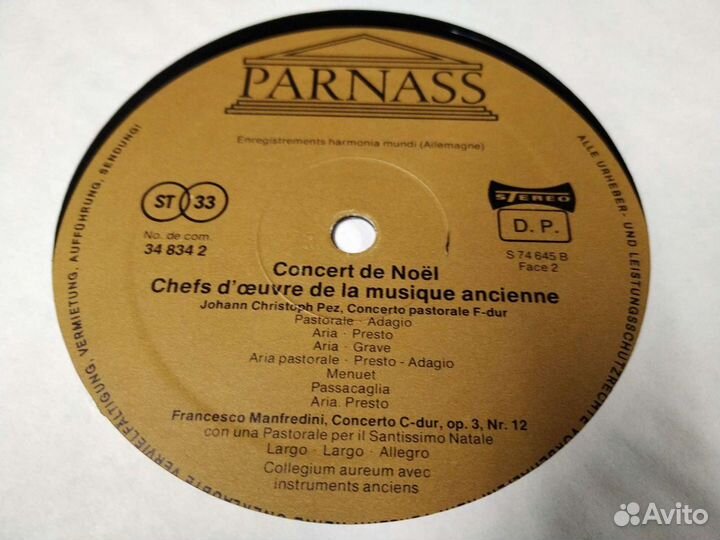 PARNASS
Enregistrements harmonia mundi (Allemagne)
ST 33
STEREO
D. P.
No. de com.
34 834 2
S 74 645 B
Face 2
Concert de Noël
Chefs d'œuvre de la musique ancienne
Johann Christoph Pez, Concerto pastorale F-dur
Pastorale · Adagio
Aria · Presto
Aria · Grave
Aria pastorale · Presto - Adagio
Menuet
Passacaglia
Aria. Presto
Francesco Manfredini, Concerto C-dur, op. 3, Nr. 12
con una Pastorale per il Santissimo Natale
Largo · Largo · Allegro
Collegium aureum avec
instruments anciens
ALLE URHEBER- UND LEISTUNGSSCHUTZRECHTE
VERVIELFÄLTIGUNG, VERMIETUNG, AUFFÜHRUNG, SENDUNG!
Avito